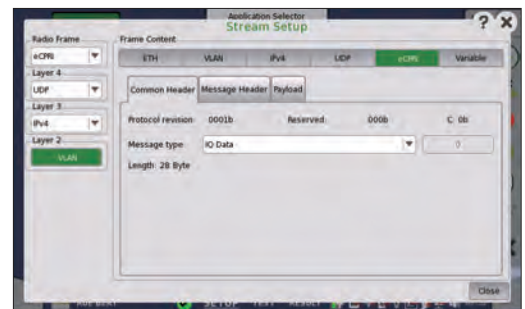 Application Selector
Stream Setup
? X
Radio Frame
eCPRI
Layer 4
UDP
Layer 3
IPv4
Layer 2
VLAN
Frame Content
ETH VLAN IPv4 UDP eCPRI Variable
Common Header Message Header Payload
Protocol revision 0001b Reserved 000b C: 0b
Message type IQ Data 0
Length: 28 Byte
Close
SETUP TEST RESULT